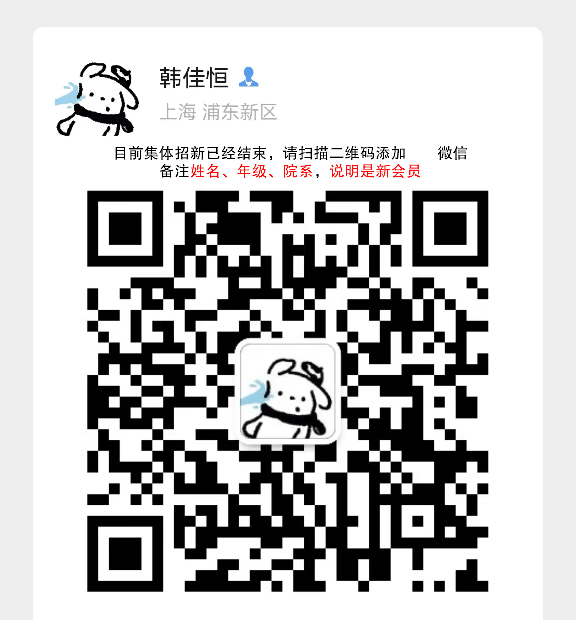 韩佳恒
上海 浦东新区
目前集体招新已经结束，请扫描二维码添加 微信
备注姓名、年级、院系，说明是新会员